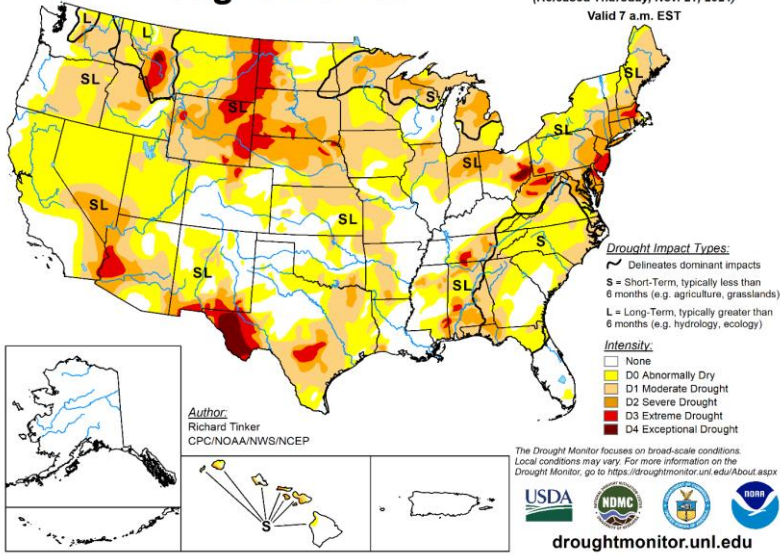 Valid 7 a.m. EST
L
L
SL
SL
SL
S
SL
SL
SL
SL
SL
SL
S
SL
Drought Impact Types:
Delineates dominant impacts
S = Short-Term, typically less than
6 months (e.g. agriculture, grasslands)
L = Long-Term, typically greater than
6 months (e.g. hydrology, ecology)
Intensity:
None
D0 Abnormally Dry
D1 Moderate Drought
D2 Severe Drought
D3 Extreme Drought
D4 Exceptional Drought
Author:
Richard Tinker
CPC/NOAA/NWS/NCEP
S
The Drought Monitor focuses on broad-scale conditions.
Local conditions may vary. For more information on the
Drought Monitor, go to https://droughtmonitor.unl.edu/About.aspx
USDA
NDMC
NOAA
droughtmonitor.unl.edu